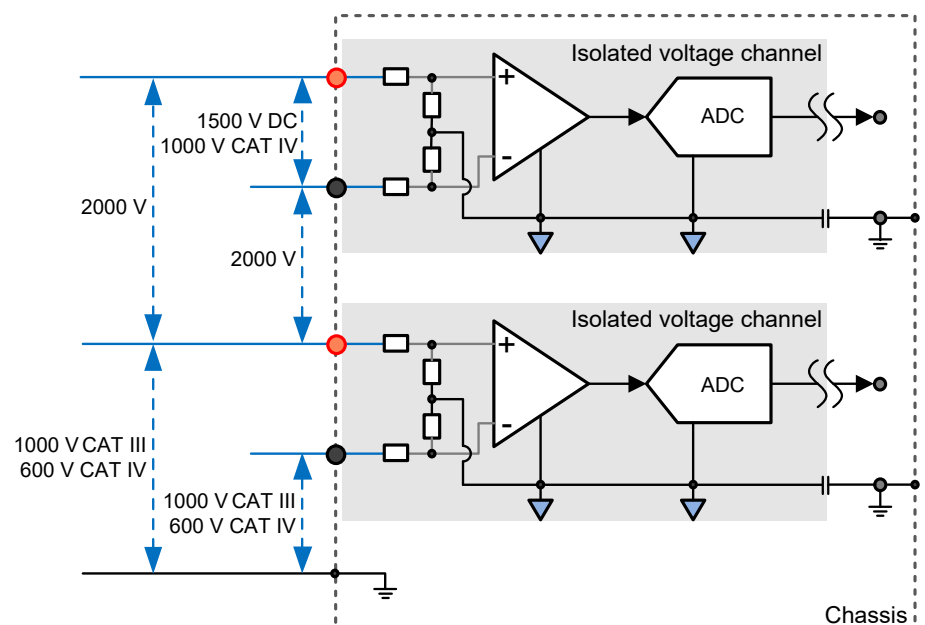 Isolated voltage channel
+
ADC
1500 V DC
1000 V CAT IV
-
2000 V
2000 V
Isolated voltage channel
+
ADC
-
1000 V CAT III
600 V CAT IV
1000 V CAT III
600 V CAT IV
Chassis